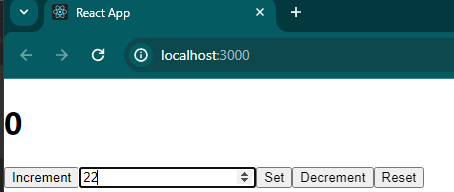 React App
localhost:3000
0
Increment 22 Set Decrement Reset